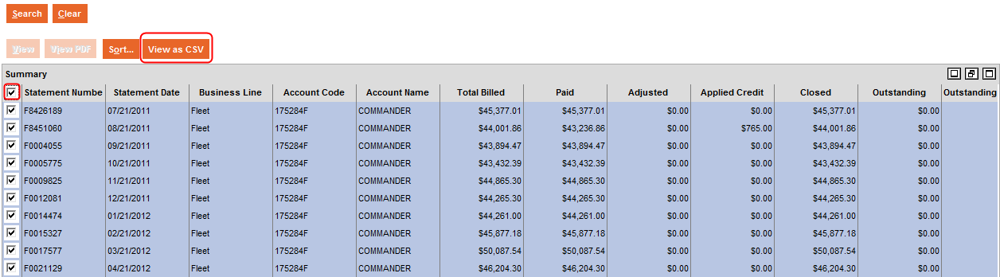 Search Clear
View View PDF Sort... View as CSV
Summary
Statement Numbe Statement Date Business Line Account Code Account Name Total Billed Paid Adjusted Applied Credit Closed Outstanding Outstanding
F8426189 07/21/2011 Fleet 175284F COMMANDER $45,377.01 $45,377.01 $0.00 $0.00 $45,377.01 $0.00
F8451060 08/21/2011 Fleet 175284F COMMANDER $44,001.86 $43,236.86 $0.00 $765.00 $44,001.86 $0.00
F0004055 09/21/2011 Fleet 175284F COMMANDER $43,894.47 $43,894.47 $0.00 $0.00 $43,894.47 $0.00
F0005775 10/21/2011 Fleet 175284F COMMANDER $43,432.39 $43,432.39 $0.00 $0.00 $43,432.39 $0.00
F0009825 11/21/2011 Fleet 175284F COMMANDER $44,865.30 $44,865.30 $0.00 $0.00 $44,865.30 $0.00
F0012081 12/21/2011 Fleet 175284F COMMANDER $44,265.30 $44,265.30 $0.00 $0.00 $44,265.30 $0.00
F0014474 01/21/2012 Fleet 175284F COMMANDER $44,261.00 $44,261.00 $0.00 $0.00 $44,261.00 $0.00
F0015327 02/21/2012 Fleet 175284F COMMANDER $45,877.18 $45,877.18 $0.00 $0.00 $45,877.18 $0.00
F0017577 03/21/2012 Fleet 175284F COMMANDER $50,087.54 $50,087.54 $0.00 $0.00 $50,087.54 $0.00
F0021129 04/21/2012 Fleet 175284F COMMANDER $46,204.30 $46,204.30 $0.00 $0.00 $46,204.30 $0.00